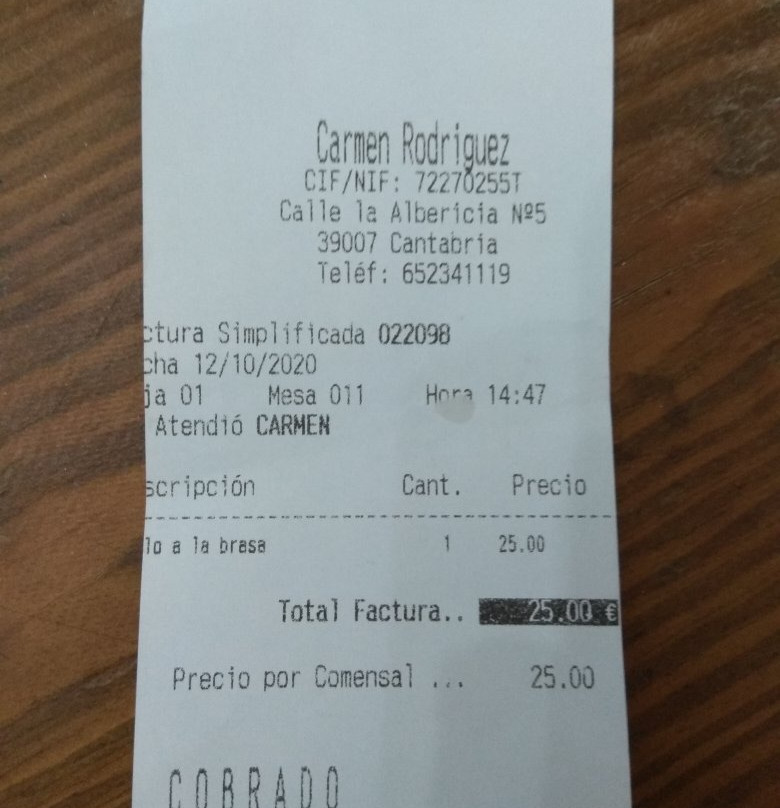 Carmen Rodriguez
CIF/NIF: 72270255T
Calle la Albericia Nº5
39007 Cantabria
Teléf: 652341119
ctura Simplificada 022098
cha 12/10/2020
ja 01 Mesa 011 Hora 14:47
Atendió CARMEN
scripción Cant. Precio
lo a la brasa 1 25.00
Total Factura.. 25.00 €
Precio por Comensal ... 25.00
COBRADO